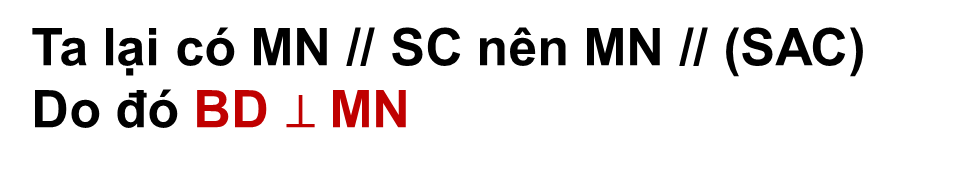 Ta lại có MN // SC nên MN // (SAC)
Do đó BD ⊥ MN